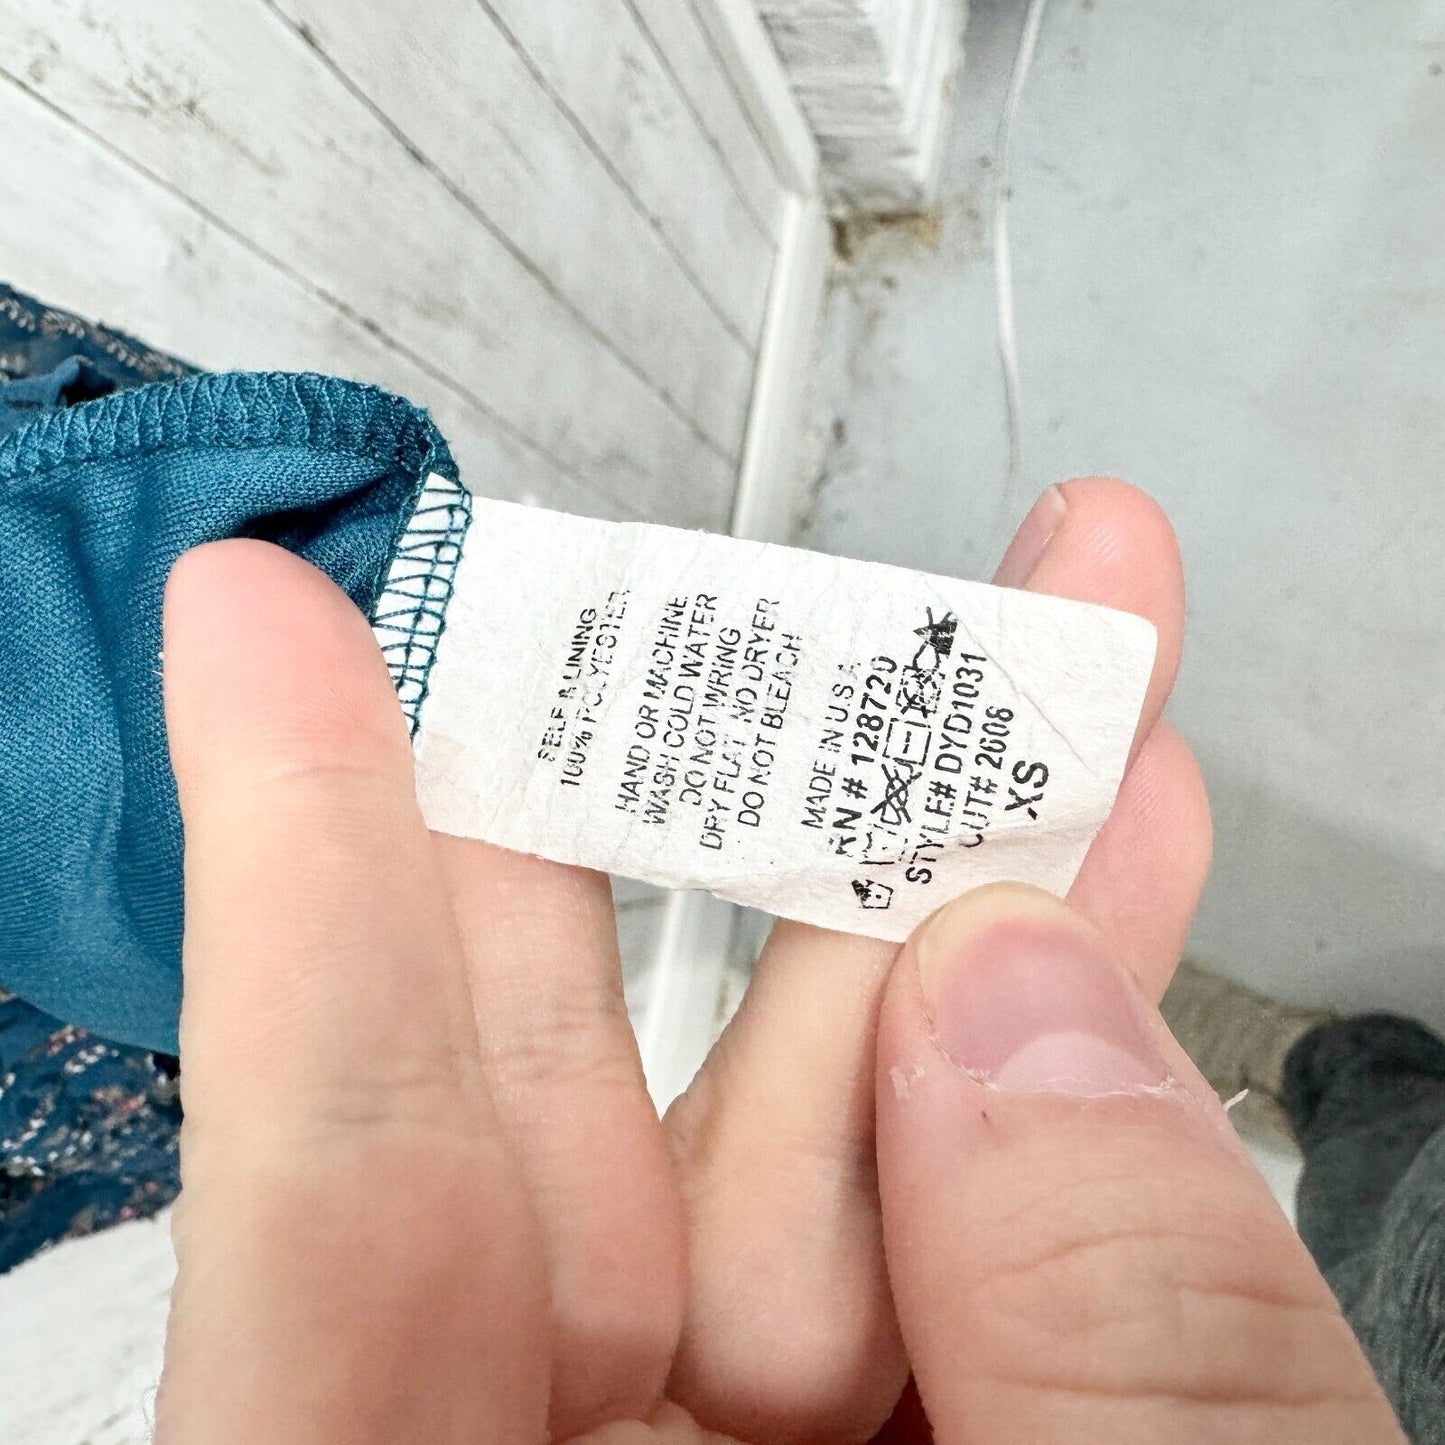 SELF & LINING
100% POLYESTER
HAND OR MACHINE
WASH COLD WATER
DO NOT WRING
DRY FLAT NO DRYER
DO NOT BLEACH
MADE IN U.S.A
RN # 128720
STYLE# DYD1031
CUT# 2608
XS